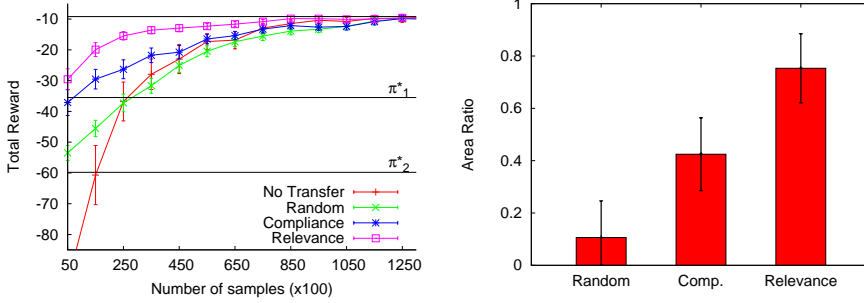 -10
-20
-30
-40
-50
-60
-70
-80
Total Reward
π*1
π*2
No Transfer
Random
Compliance
Relevance
50 250 450 650 850 1050 1250
Number of samples (x100)
1
0.8
0.6
0.4
0.2
0
Area Ratio
Random Comp. Relevance